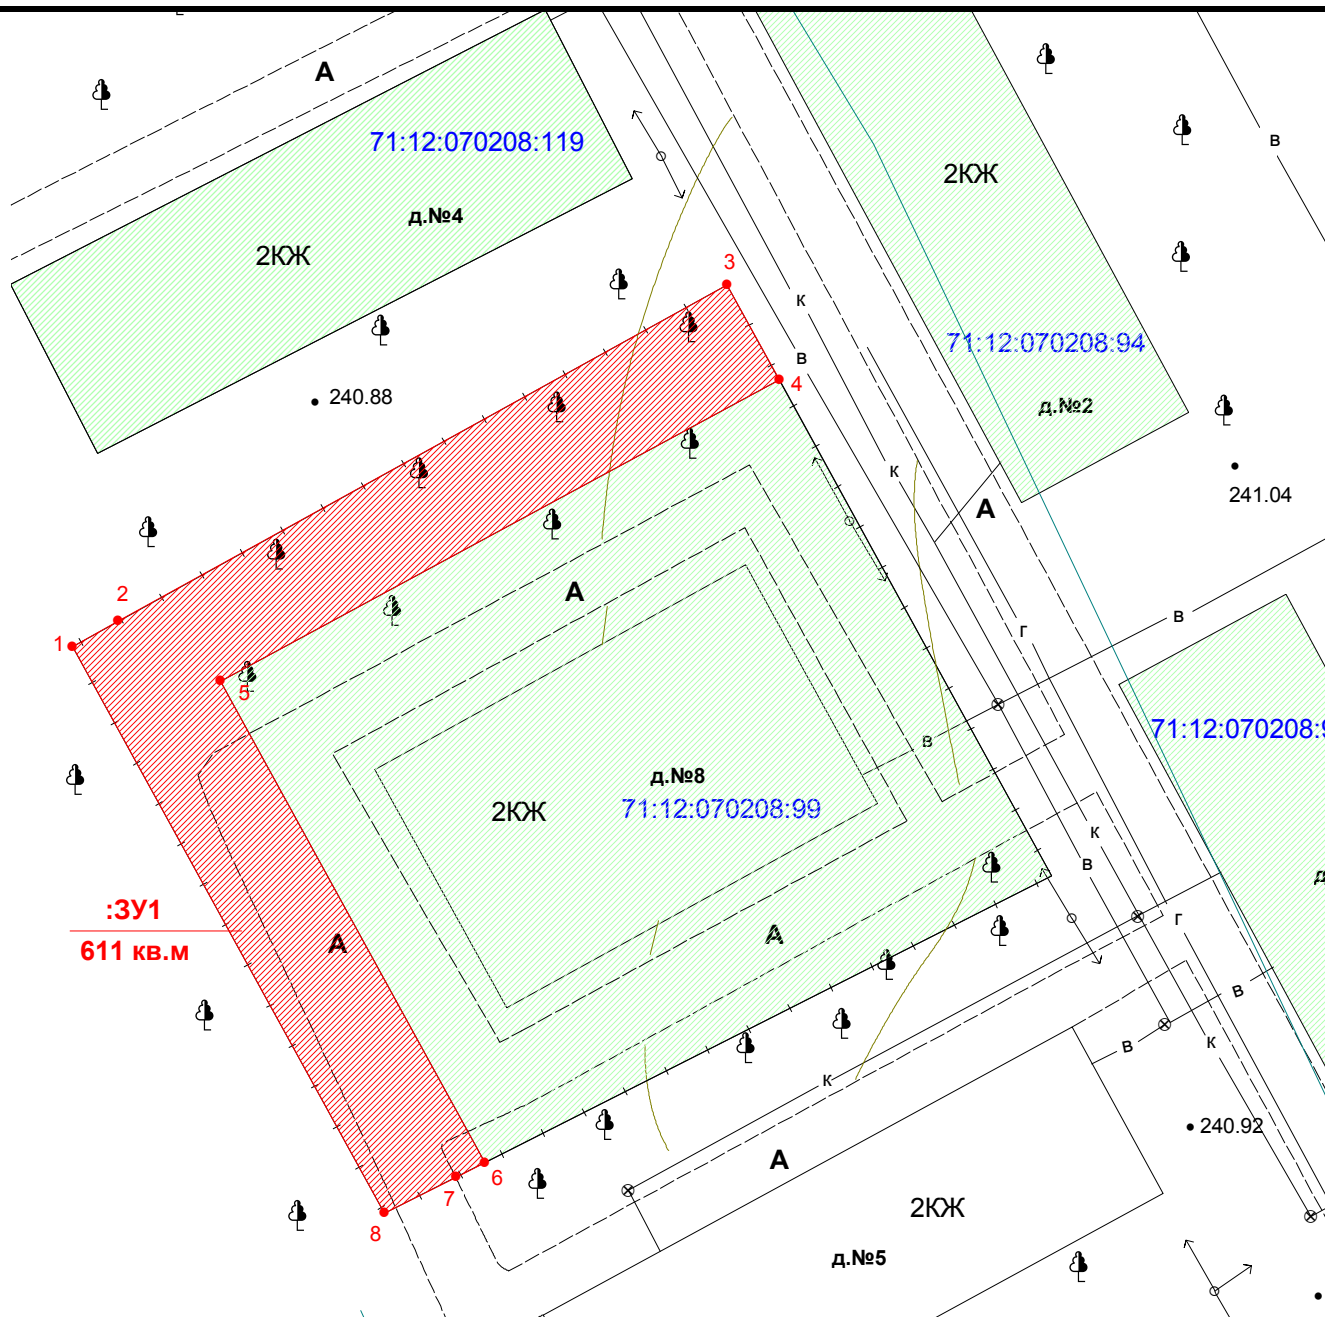 А
71:12:070208:119
В
2КЖ
д.№4
2КЖ
3
К
71:12:070208:94
В
4
240.88
д.№2
К
241.04
А
А
2
1
В
Г
5
71:12:070208:9
В
д.№8
2КЖ
71:12:070208:99
К
В
:ЗУ1
А
А
Г
611 кв.м
В
К
В
К
240.92
А
6
7
2КЖ
8
д.№5